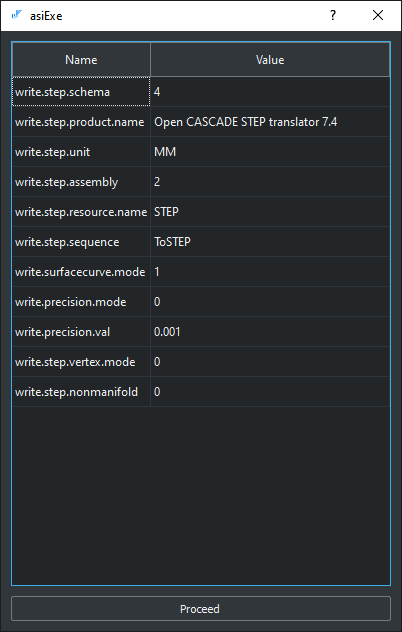 asiExe
? ×
Name Value
write.step.schema 4
write.step.product.name Open CASCADE STEP translator 7.4
write.step.unit MM
write.step.assembly 2
write.step.resource.name STEP
write.step.sequence ToSTEP
write.surfacecurve.mode 1
write.precision.mode 0
write.precision.val 0.001
write.step.vertex.mode 0
write.step.nonmanifold 0
Proceed